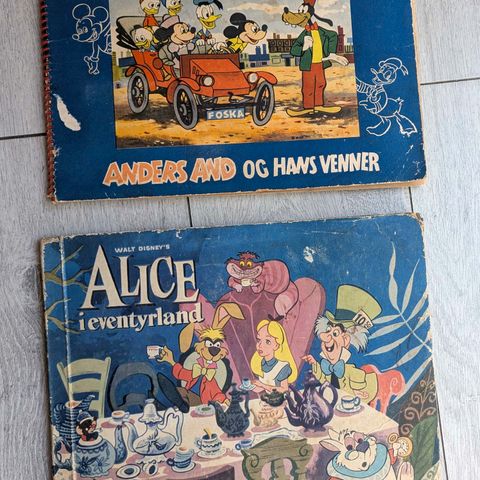 FOSKA
ANDERS AND OG HANS VENNER
WALT DISNEY'S
ALICE
i eventyrland